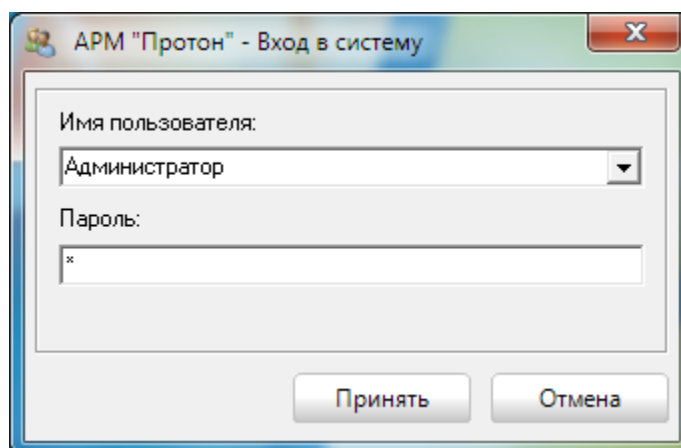 АРМ "Протон" - Вход в систему
Имя пользователя:
Администратор
Пароль:
*
Принять Отмена